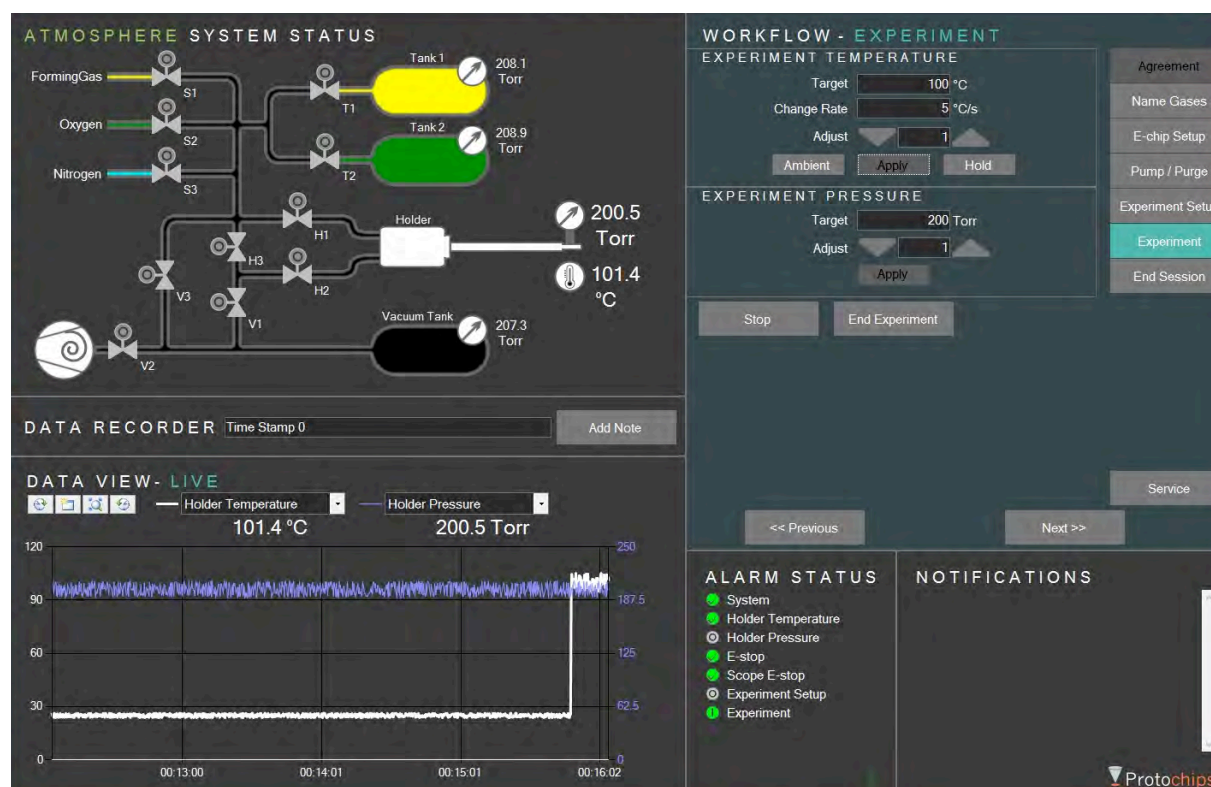 ATMOSPHERE SYSTEM STATUS
FormingGas
S1
Oxygen
S2
Nitrogen
S3
Tank 1
208.1
Torr
T1
Tank 2
208.9
Torr
T2
H1
Holder
200.5
Torr
H3
H2
101.4
°C
V3
V1
Vacuum Tank
207.3
Torr
V2
DATA RECORDER Time Stamp 0 Add Note
DATA VIEW- LIVE
Holder Temperature Holder Pressure
101.4 °C 200.5 Torr
120 250
90 187.5
60 125
30 62.5
0 0
00:13:00 00:14:01 00:15:01 00:16:02
WORKFLOW - EXPERIMENT
EXPERIMENT TEMPERATURE
Target 100 °C
Change Rate 5 °C/s
Adjust 1
Ambient Apply Hold
EXPERIMENT PRESSURE
Target 200 Torr
Adjust 1
Apply
Stop End Experiment
<< Previous Next >>
Agreement
Name Gases
E-chip Setup
Pump / Purge
Experiment Setu
Experiment
End Session
Service
ALARM STATUS
System
Holder Temperature
Holder Pressure
E-stop
Scope E-stop
Experiment Setup
Experiment
NOTIFICATIONS
Protochips